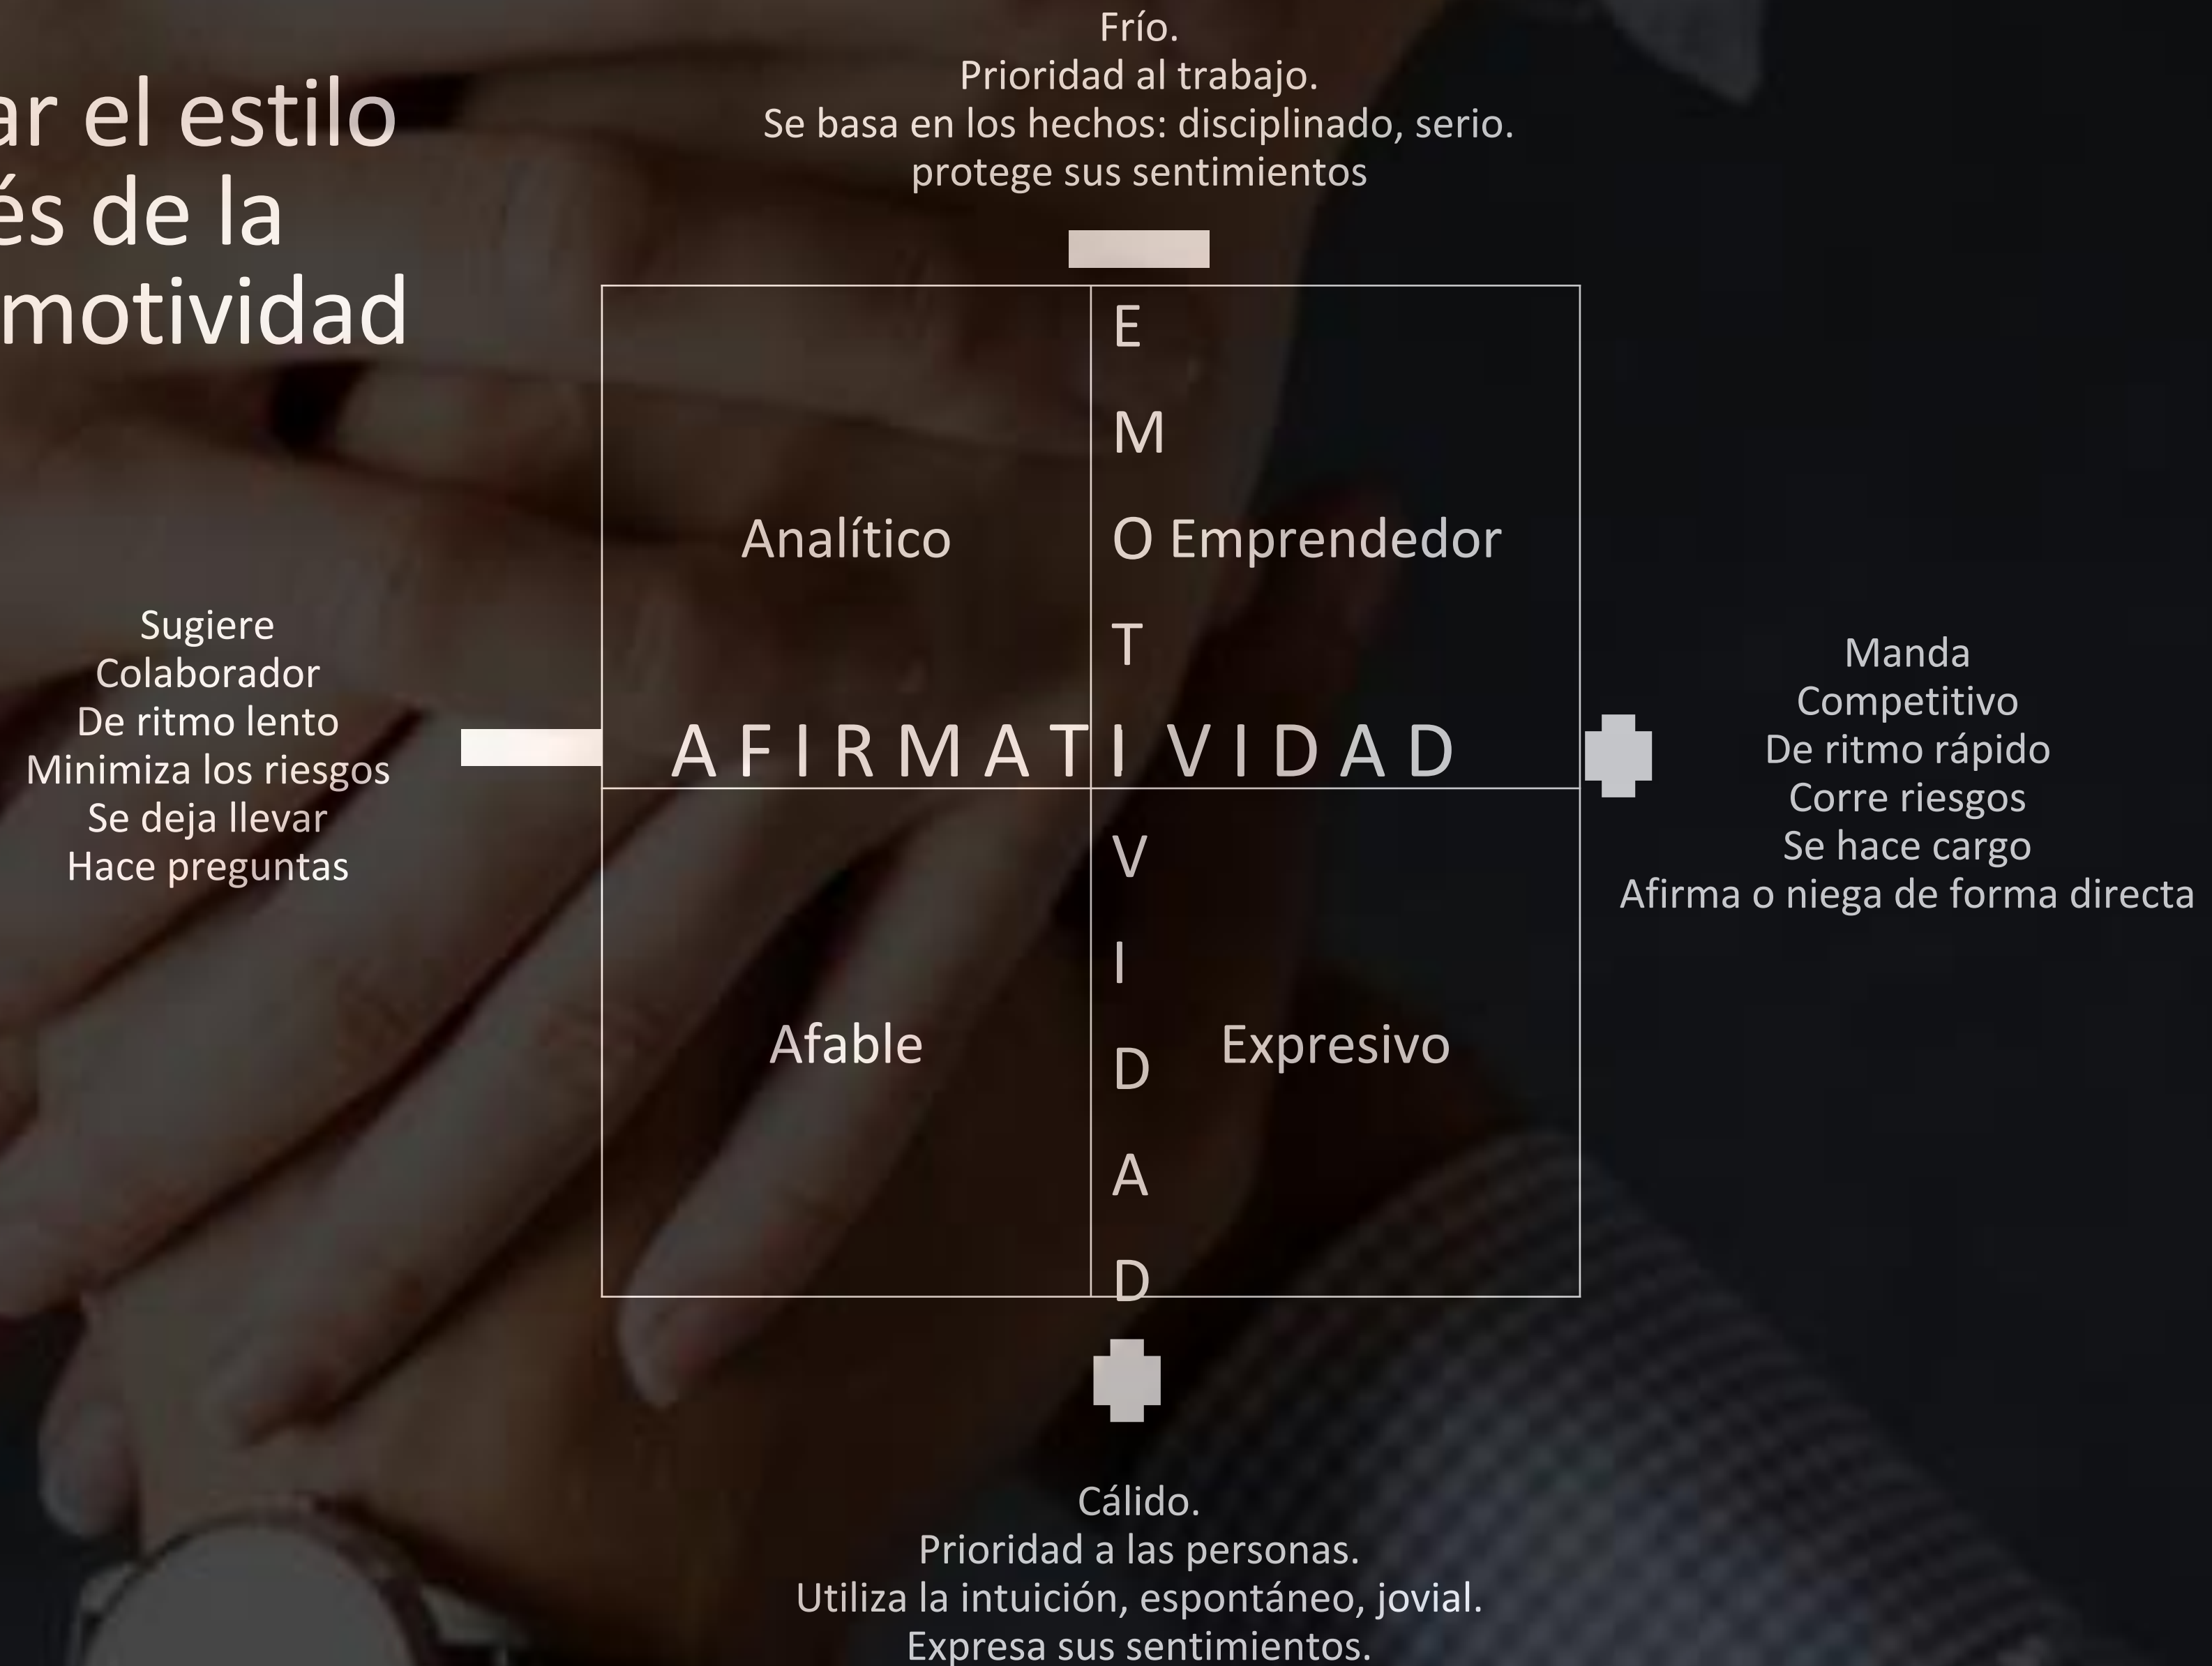 ar el estilo
és de la
motividad
Frío.
Prioridad al trabajo.
Se basa en los hechos: disciplinado, serio.
protege sus sentimientos
E
M
O
T
I
V
I
D
A
D
Analítico
Emprendedor
AFIRMATIVIDAD
Sugiere
Colaborador
De ritmo lento
Minimiza los riesgos
Se deja llevar
Hace preguntas
Manda
Competitivo
De ritmo rápido
Corre riesgos
Se hace cargo
Afirma o niega de forma directa
Afable
Expresivo
Cálido.
Prioridad a las personas.
Utiliza la intuición, espontáneo, jovial.
Expresa sus sentimientos.